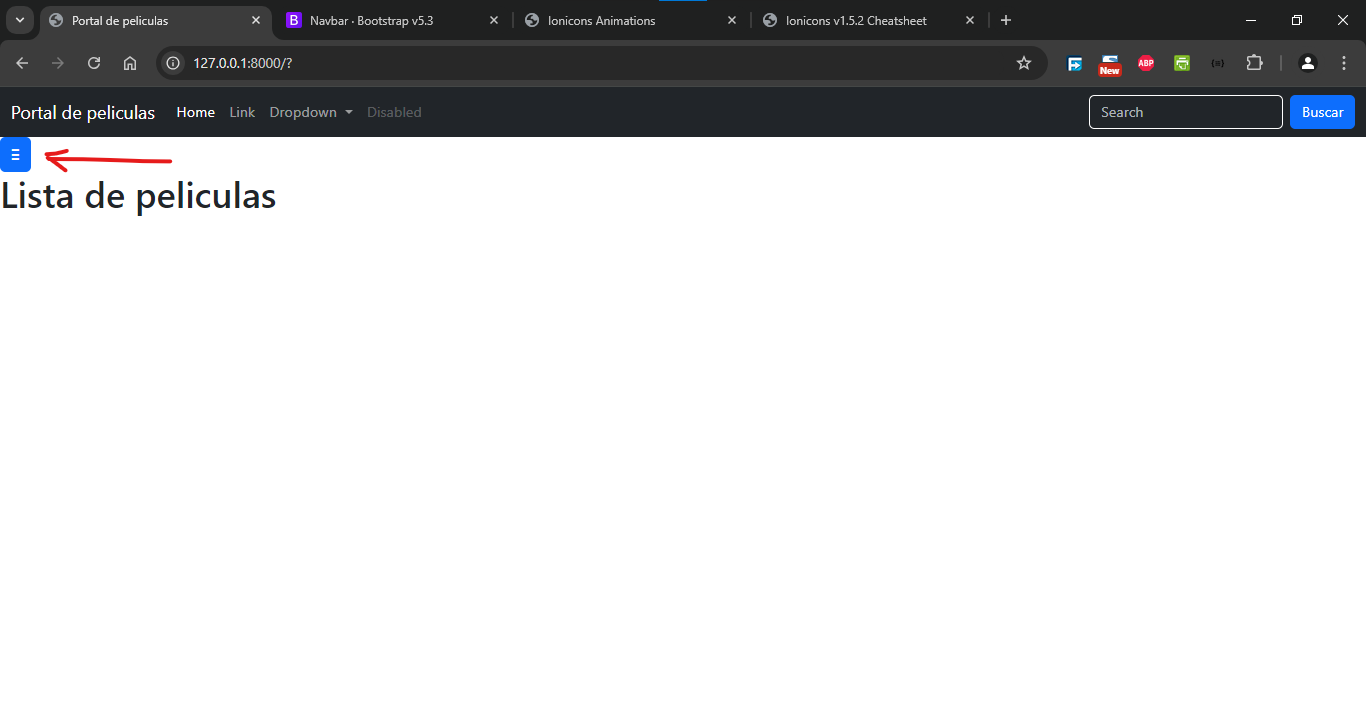 Portal de peliculas
Navbar · Bootstrap v5.3
Ionicons Animations
Ionicons v1.5.2 Cheatsheet
127.0.0.1:8000/?
New
ABP
Portal de peliculas Home Link Dropdown Disabled Search Buscar
Lista de peliculas